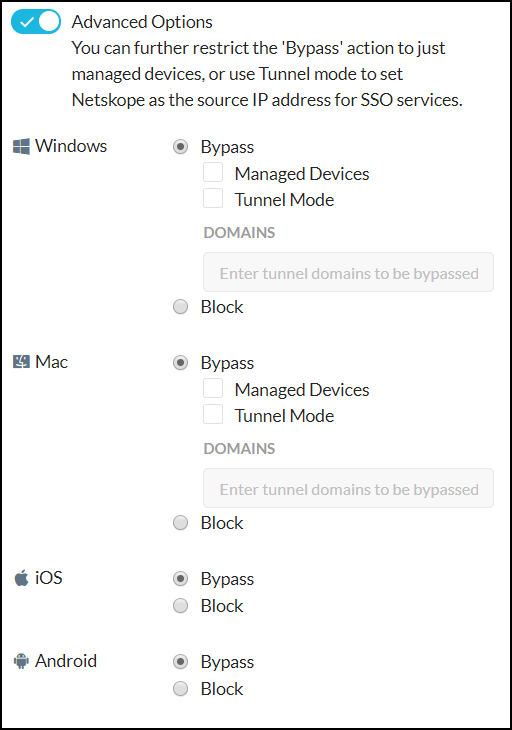 Advanced Options
You can further restrict the 'Bypass' action to just
managed devices, or use Tunnel mode to set
Netskope as the source IP address for SSO services.
Windows
Bypass
Managed Devices
Tunnel Mode
DOMAINS
Enter tunnel domains to be bypassed
Block
Mac
Bypass
Managed Devices
Tunnel Mode
DOMAINS
Enter tunnel domains to be bypassed
Block
iOS
Bypass
Block
Android
Bypass
Block